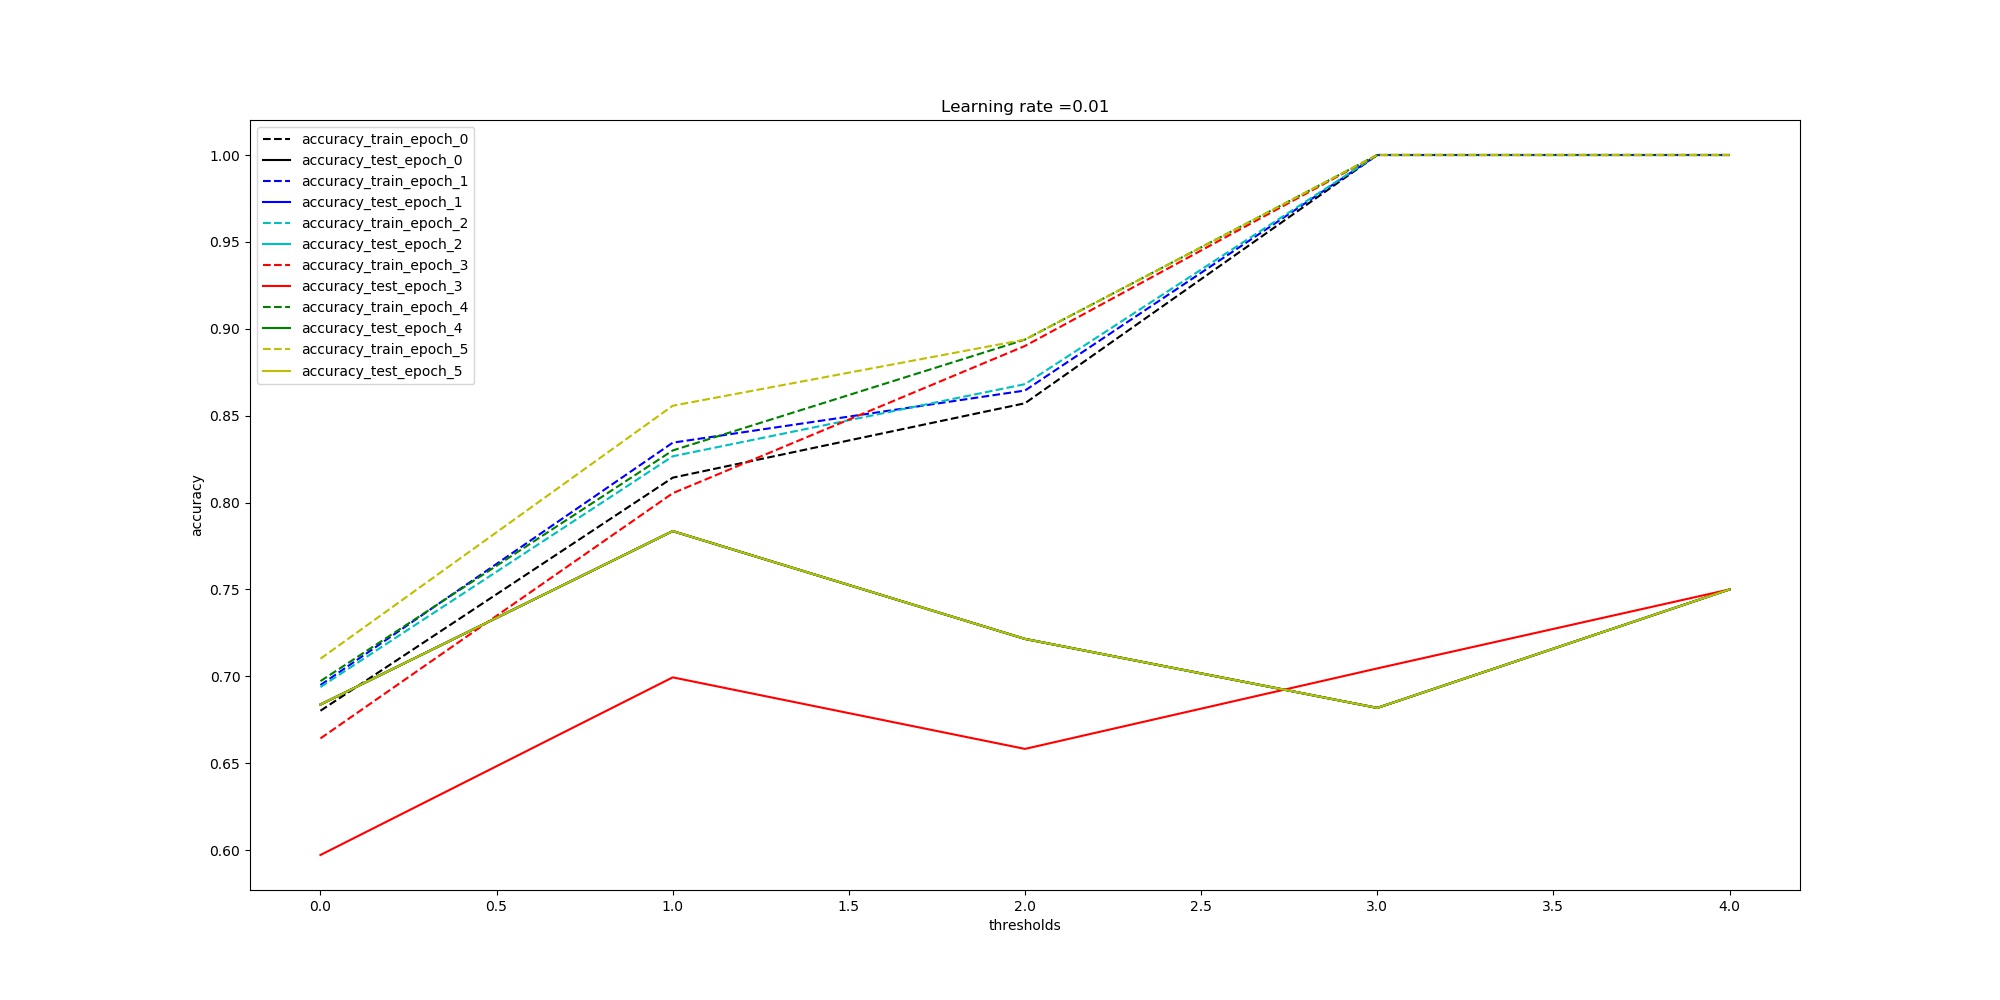 Learning rate =0.01
accuracy_train_epoch_0
accuracy_test_epoch_0
accuracy_train_epoch_1
accuracy_test_epoch_1
accuracy_train_epoch_2
accuracy_test_epoch_2
accuracy_train_epoch_3
accuracy_test_epoch_3
accuracy_train_epoch_4
accuracy_test_epoch_4
accuracy_train_epoch_5
accuracy_test_epoch_5
1.00
0.95
0.90
0.85
0.80
0.75
0.70
0.65
0.60
accuracy
0.0 0.5 1.0 1.5 2.0 2.5 3.0 3.5 4.0
thresholds